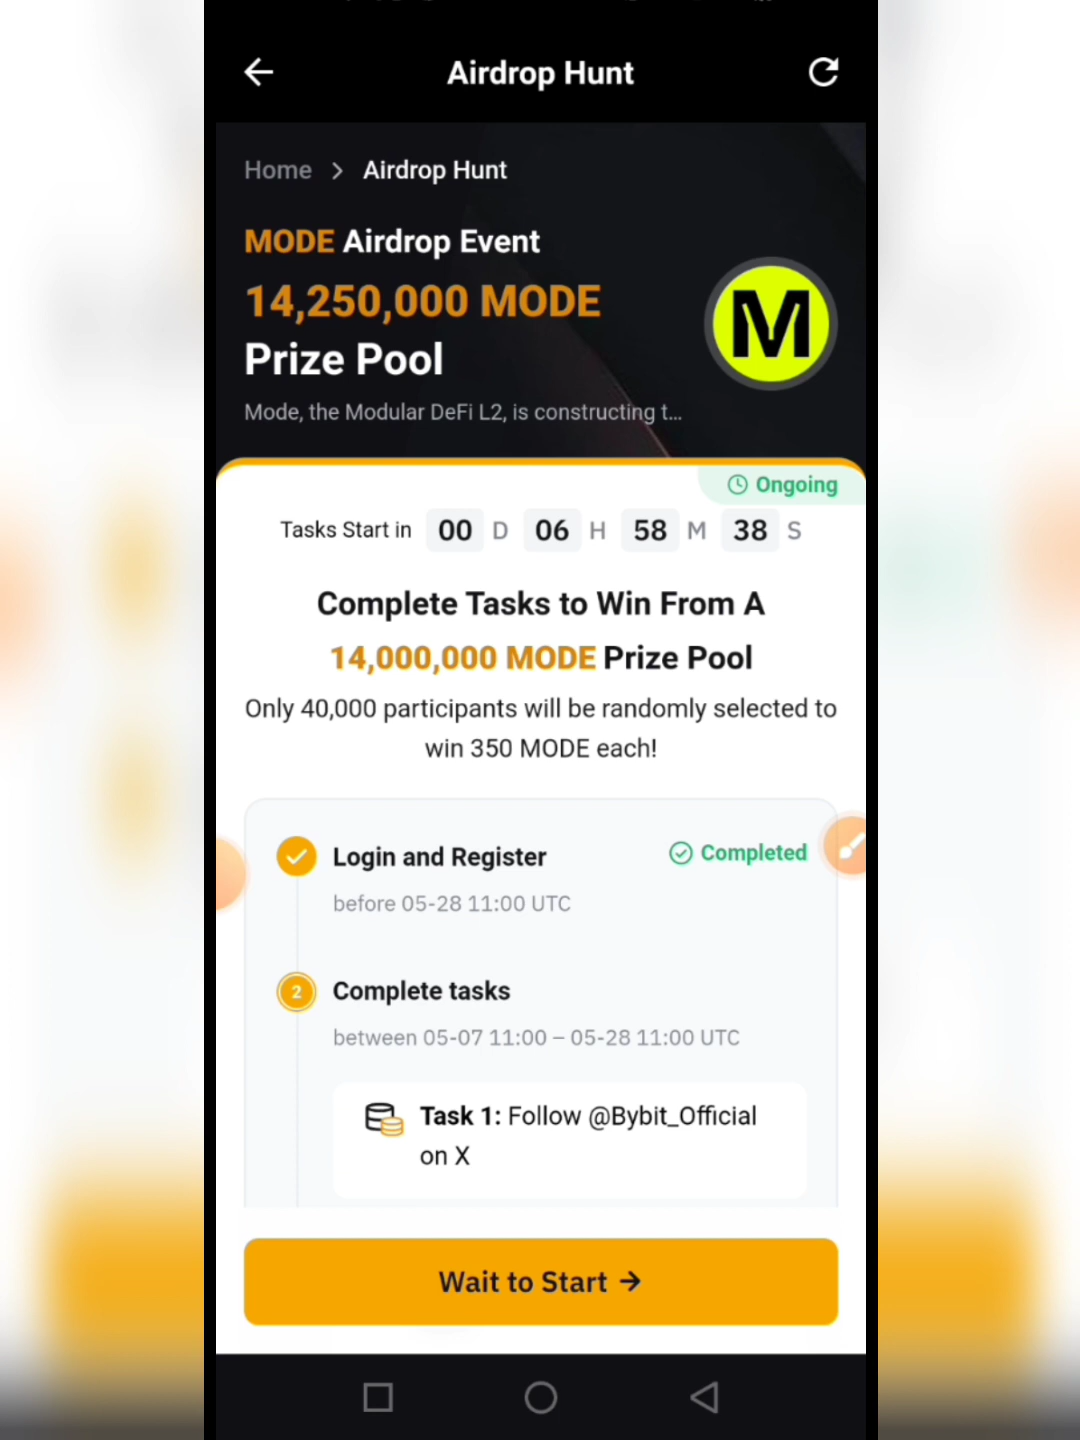 Airdrop Hunt
Home > Airdrop Hunt
MODE Airdrop Event
14,250,000 MODE
Prize Pool
M
Mode, the Modular DeFi L2, is constructing t...
Ongoing
Tasks Start in 00 D 06 H 58 M 38 S
Complete Tasks to Win From A
14,000,000 MODE Prize Pool
Only 40,000 participants will be randomly selected to
win 350 MODE each!
Login and Register
Completed
before 05-28 11:00 UTC
2 Complete tasks
between 05-07 11:00 – 05-28 11:00 UTC
Task 1: Follow @Bybit_Official
on X
Wait to Start →